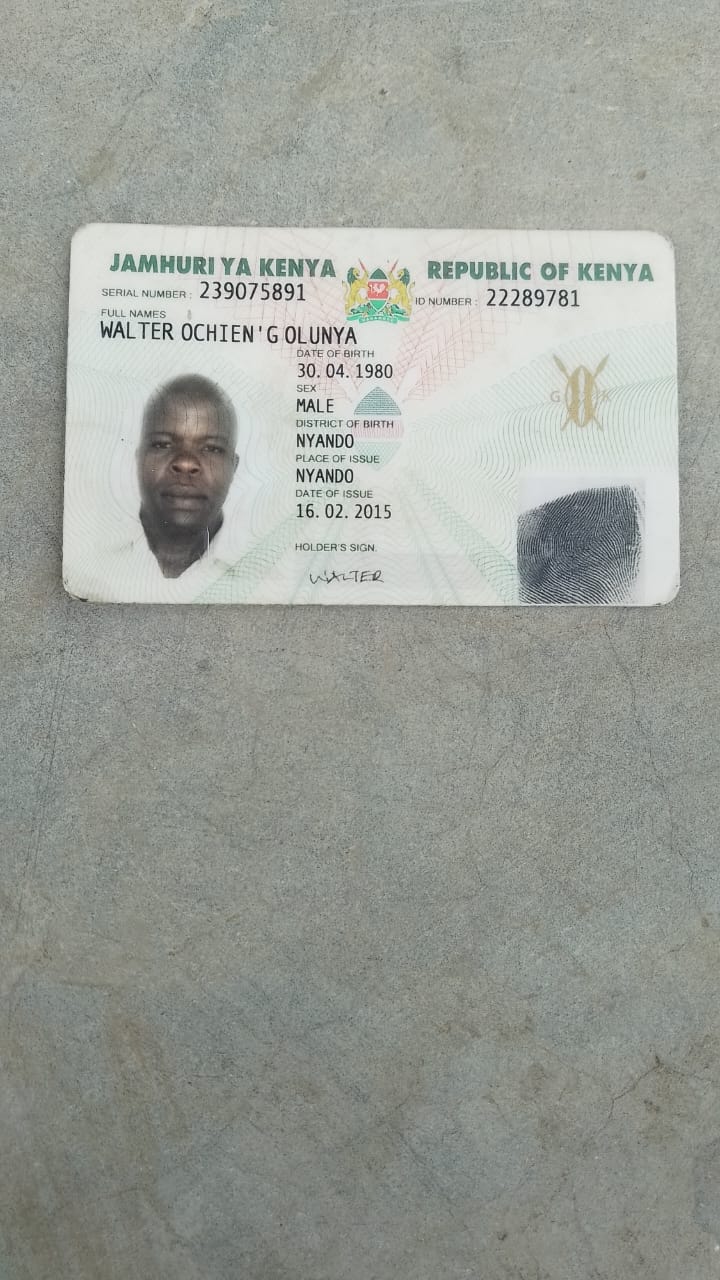 JAMHURI YA KENYA REPUBLIC OF KENYA
SERIAL NUMBER : 239075891 ID NUMBER : 22289781
FULL NAMES
WALTER OCHIEN'G OLUNYA
DATE OF BIRTH
30. 04. 1980
SEX
MALE
G K
DISTRICT OF BIRTH
NYANDO
PLACE OF ISSUE
NYANDO
DATE OF ISSUE
16. 02. 2015
HOLDER'S SIGN.
WALTER